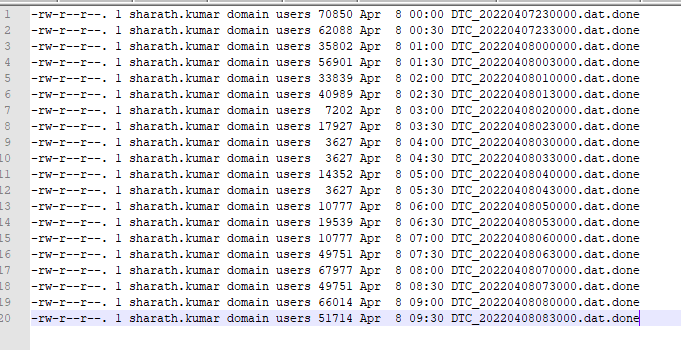 1 -rw-r--r--. 1 sharath.kumar domain users 70850 Apr  8 00:00 DTC_20220407230000.dat.done
2 -rw-r--r--. 1 sharath.kumar domain users 62088 Apr  8 00:30 DTC_20220407233000.dat.done
3 -rw-r--r--. 1 sharath.kumar domain users 35802 Apr  8 01:00 DTC_20220408000000.dat.done
4 -rw-r--r--. 1 sharath.kumar domain users 56901 Apr  8 01:30 DTC_20220408003000.dat.done
5 -rw-r--r--. 1 sharath.kumar domain users 33839 Apr  8 02:00 DTC_20220408010000.dat.done
6 -rw-r--r--. 1 sharath.kumar domain users 40989 Apr  8 02:30 DTC_20220408013000.dat.done
7 -rw-r--r--. 1 sharath.kumar domain users  7202 Apr  8 03:00 DTC_20220408020000.dat.done
8 -rw-r--r--. 1 sharath.kumar domain users 17927 Apr  8 03:30 DTC_20220408023000.dat.done
9 -rw-r--r--. 1 sharath.kumar domain users  3627 Apr  8 04:00 DTC_20220408030000.dat.done
10 -rw-r--r--. 1 sharath.kumar domain users  3627 Apr  8 04:30 DTC_20220408033000.dat.done
11 -rw-r--r--. 1 sharath.kumar domain users 14352 Apr  8 05:00 DTC_20220408040000.dat.done
12 -rw-r--r--. 1 sharath.kumar domain users  3627 Apr  8 05:30 DTC_20220408043000.dat.done
13 -rw-r--r--. 1 sharath.kumar domain users 10777 Apr  8 06:00 DTC_20220408050000.dat.done
14 -rw-r--r--. 1 sharath.kumar domain users 19539 Apr  8 06:30 DTC_20220408053000.dat.done
15 -rw-r--r--. 1 sharath.kumar domain users 10777 Apr  8 07:00 DTC_20220408060000.dat.done
16 -rw-r--r--. 1 sharath.kumar domain users 49751 Apr  8 07:30 DTC_20220408063000.dat.done
17 -rw-r--r--. 1 sharath.kumar domain users 67977 Apr  8 08:00 DTC_20220408070000.dat.done
18 -rw-r--r--. 1 sharath.kumar domain users 49751 Apr  8 08:30 DTC_20220408073000.dat.done
19 -rw-r--r--. 1 sharath.kumar domain users 66014 Apr  8 09:00 DTC_20220408080000.dat.done
20 -rw-r--r--. 1 sharath.kumar domain users 51714 Apr  8 09:30 DTC_20220408083000.dat.done